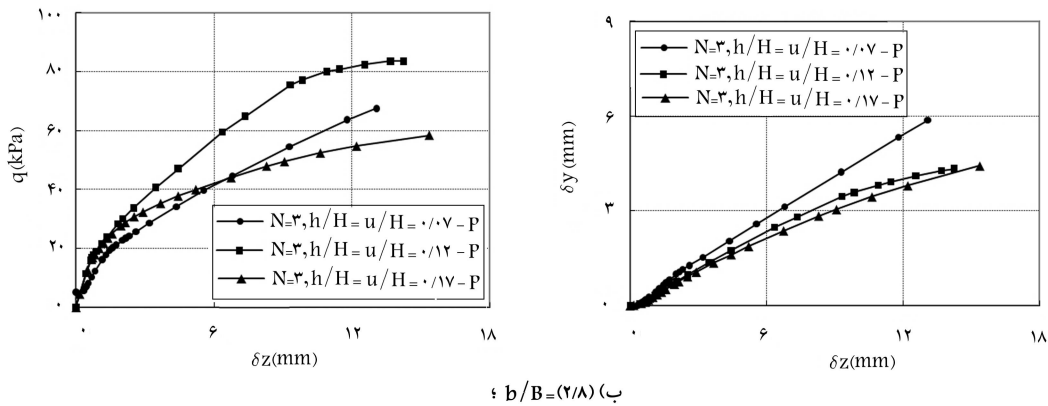 ۱۰۰
۸۰
۶۰
۴۰
۲۰
۰
q(kPa)
N=۳,h/H=u/H=۰/۰۷-P
N=۳,h/H=u/H=۰/۱۲-P
N=۳,h/H=u/H=۰/۱۷-P
۰ ۶ ۱۲ ۱۸
δz(mm)
۹
۶
۳
۰
δy(mm)
N=۳,h/H=u/H=۰/۰۷-P
N=۳,h/H=u/H=۰/۱۲-P
N=۳,h/H=u/H=۰/۱۷-P
۰ ۶ ۱۲ ۱۸
δz(mm)
ب) b/B=(۲/۸) ؛